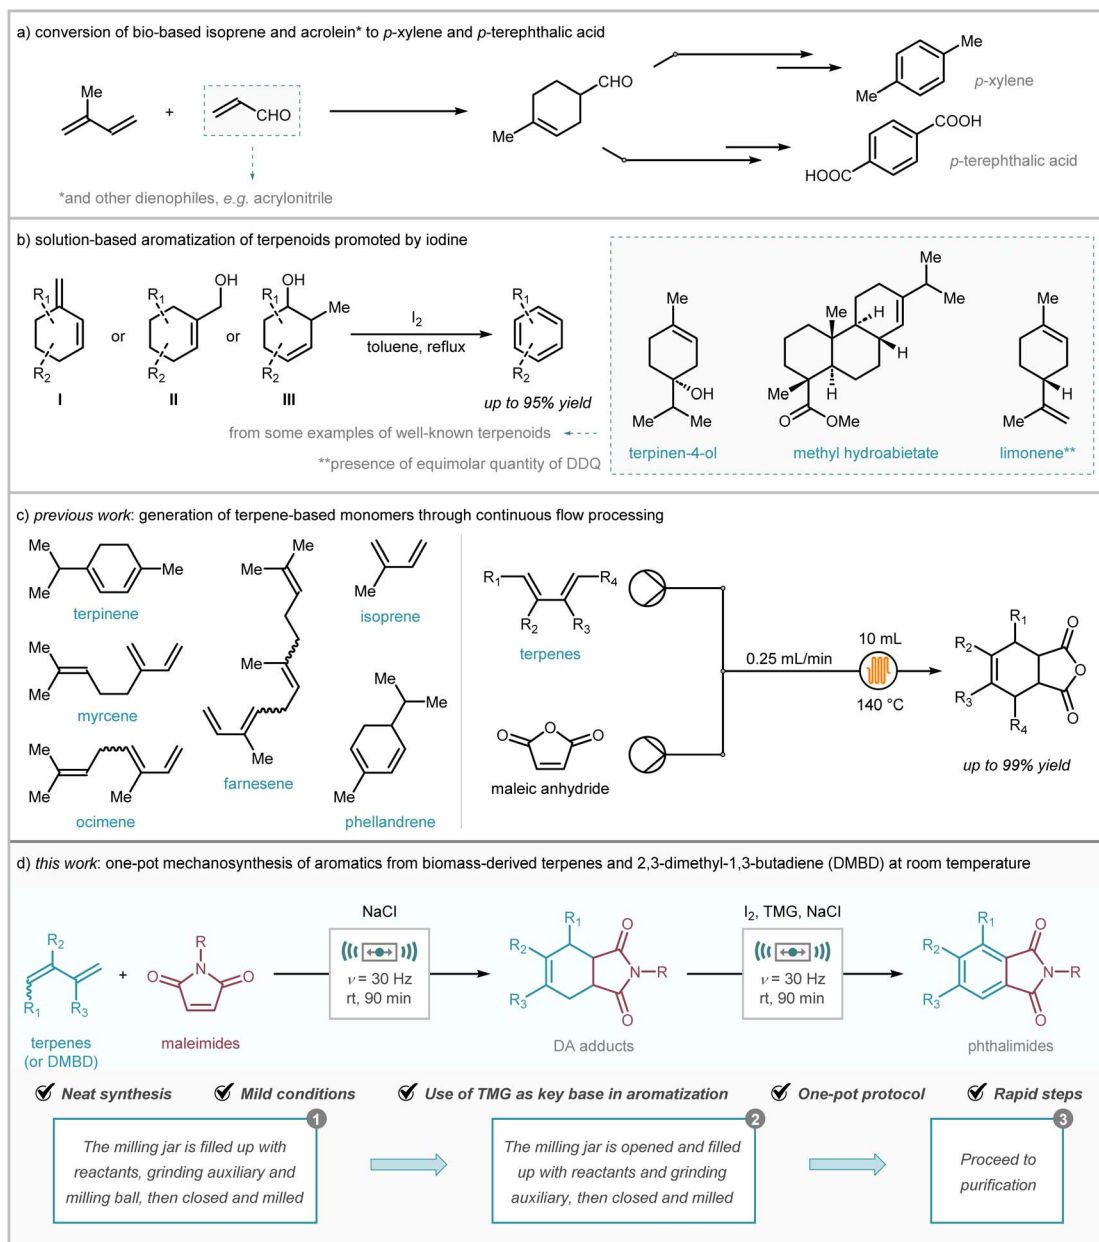 a) conversion of bio-based isoprene and acrolein* to p-xylene and p-terephthalic acid
Me
+
CHO
CHO
Me
Me
Me
p-xylene
COOH
HOOC
p-terephthalic acid
*and other dienophiles, e.g. acrylonitrile
b) solution-based aromatization of terpenoids promoted by iodine
R1
R2
I
or
OH
R1
R2
II
or
OH
R1
Me
R2
III
I2
toluene, reflux
R1
R2
up to 95% yield
from some examples of well-known terpenoids
**presence of equimolar quantity of DDQ
Me
OH
Me
Me
terpinen-4-ol
Me
Me
Me
H
H
Me
H
O
OMe
methyl hydroabietate
Me
H
Me
limonene**
c) previous work: generation of terpene-based monomers through continuous flow processing
Me
Me
Me
terpinene
Me
Me
myrcene
Me
Me
Me
ocimene
Me
Me
Me
Me
farnesene
Me
isoprene
Me
Me
Me
phellandrene
R1
R4
R2
R3
terpenes
O
O
O
maleic anhydride
0.25 mL/min
10 mL
140 °C
R1
R2
R3
R4
O
O
O
up to 99% yield
d) this work: one-pot mechanosynthesis of aromatics from biomass-derived terpenes and 2,3-dimethyl-1,3-butadiene (DMBD) at room temperature
R2
R1
R3
terpenes
(or DMBD)
+
R
N
O
O
maleimides
NaCl
ν = 30 Hz
rt, 90 min
R1
R2
R3
O
N
R
O
DA adducts
I2, TMG, NaCl
ν = 30 Hz
rt, 90 min
R1
R2
R3
O
N
R
O
phthalimides
Neat synthesis
Mild conditions
Use of TMG as key base in aromatization
One-pot protocol
Rapid steps
1
The milling jar is filled up with
reactants, grinding auxiliary and
milling ball, then closed and milled
2
The milling jar is opened and filled
up with reactants and grinding
auxiliary, then closed and milled
3
Proceed to
purification